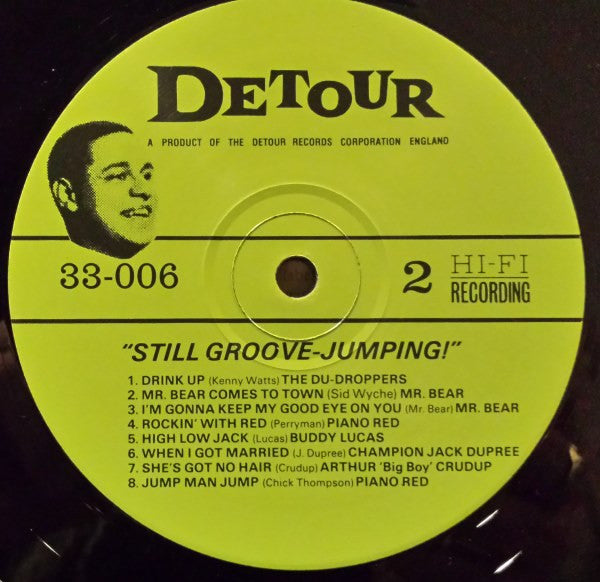 DETOUR
A PRODUCT OF THE DETOUR RECORDS CORPORATION ENGLAND
33-006
2 HI-FI
RECORDING
"STILL GROOVE-JUMPING!"
1. DRINK UP (Kenny Watts) THE DU-DROPPERS
2. MR. BEAR COMES TO TOWN (Sid Wyche) MR. BEAR
3. I'M GONNA KEEP MY GOOD EYE ON YOU (Mr. Bear) MR. BEAR
4. ROCKIN' WITH RED (Perryman) PIANO RED
5. HIGH LOW JACK (Lucas) BUDDY LUCAS
6. WHEN I GOT MARRIED (J. Dupree) CHAMPION JACK DUPREE
7. SHE'S GOT NO HAIR (Crudup) ARTHUR 'Big Boy' CRUDUP
8. JUMP MAN JUMP (Chick Thompson) PIANO RED